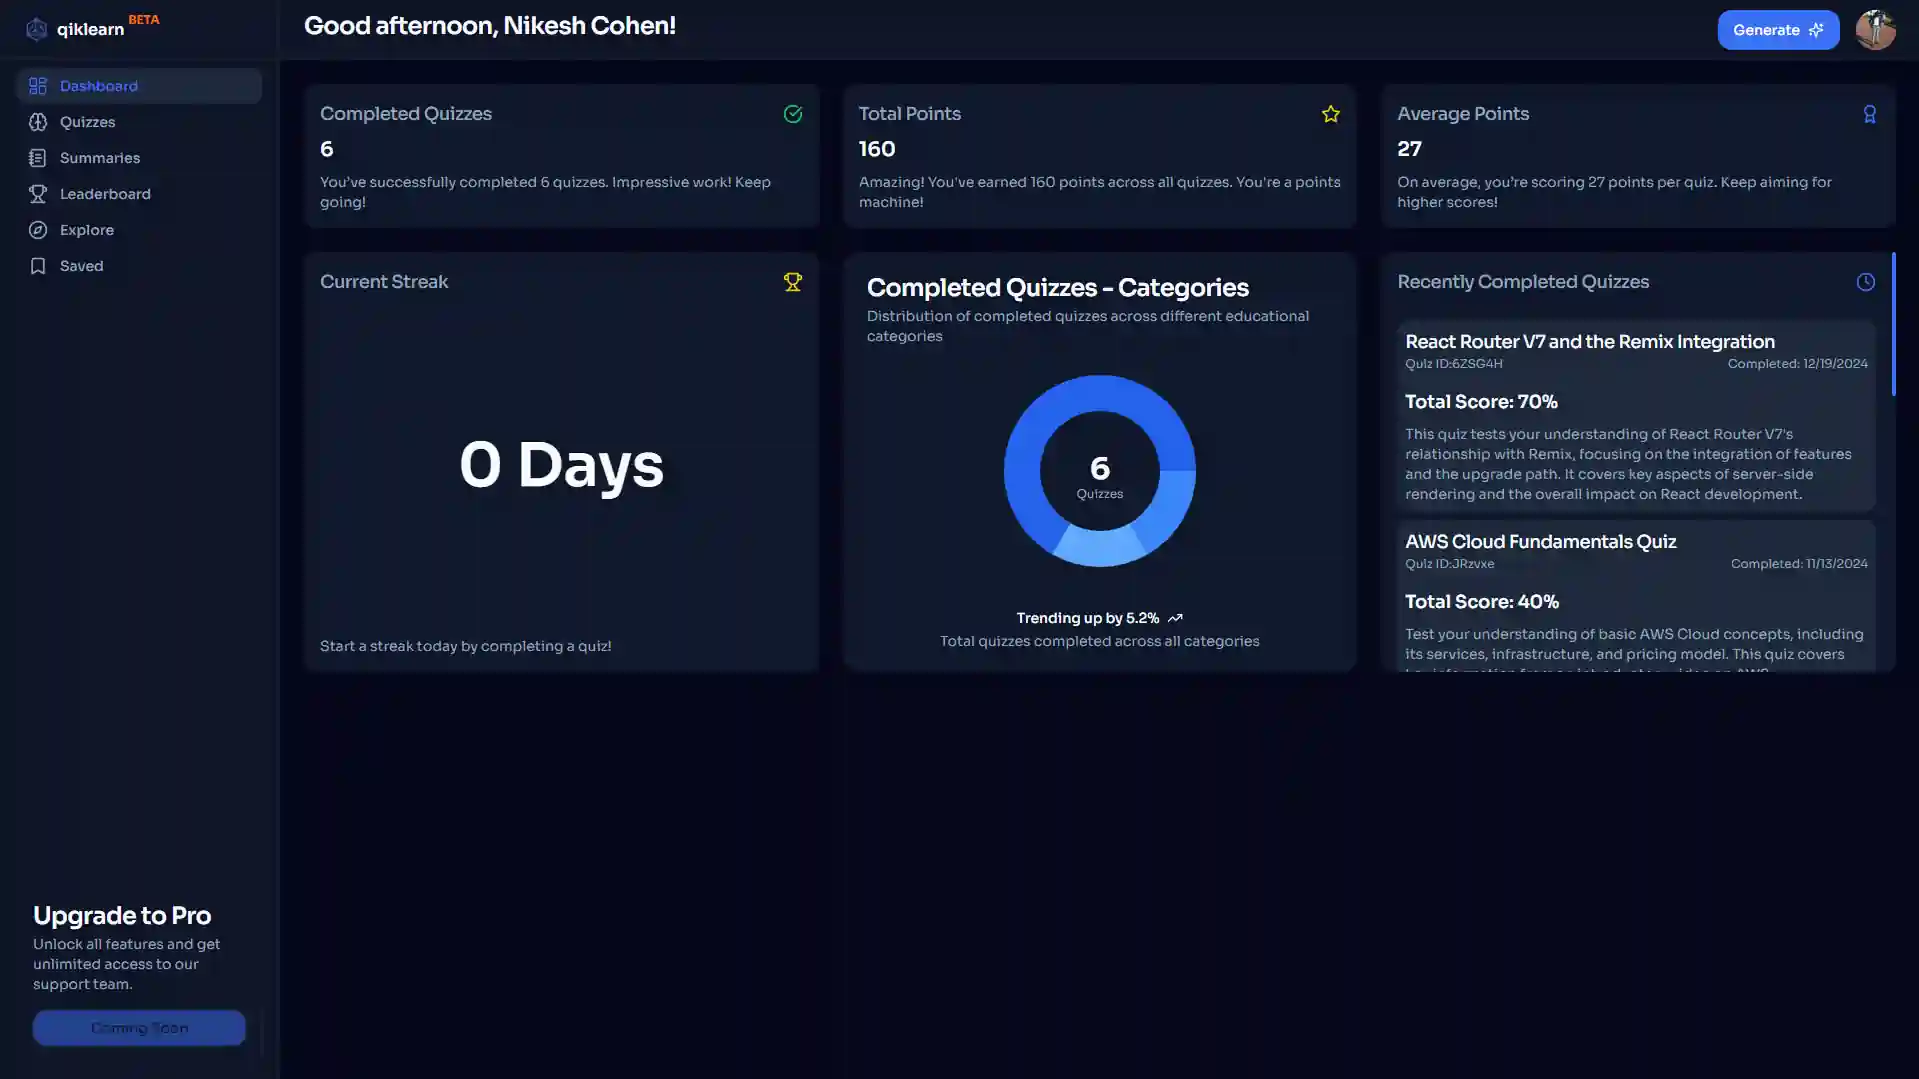 qiklearn BETA
Dashboard
Quizzes
Summaries
Leaderboard
Explore
Saved
Upgrade to Pro
Unlock all features and get
unlimited access to our
support team.
Coming Soon
Good afternoon, Nikesh Cohen!
Generate
Completed Quizzes
6
You've successfully completed 6 quizzes. Impressive work! Keep
going!
Total Points
160
Amazing! You've earned 160 points across all quizzes. You're a points
machine!
Average Points
27
On average, you're scoring 27 points per quiz. Keep aiming for
higher scores!
Current Streak
0 Days
Start a streak today by completing a quiz!
Completed Quizzes - Categories
Distribution of completed quizzes across different educational
categories
6
Quizzes
Trending up by 5.2%
Total quizzes completed across all categories
Recently Completed Quizzes
React Router V7 and the Remix Integration
Quiz ID:6ZSG4H
Completed: 12/19/2024
Total Score: 70%
This quiz tests your understanding of React Router V7's
relationship with Remix, focusing on the integration of features
and the upgrade path. It covers key aspects of server-side
rendering and the overall impact on React development.
AWS Cloud Fundamentals Quiz
Quiz ID:JRzvxe
Completed: 11/13/2024
Total Score: 40%
Test your understanding of basic AWS Cloud concepts, including
its services, infrastructure, and pricing model. This quiz covers